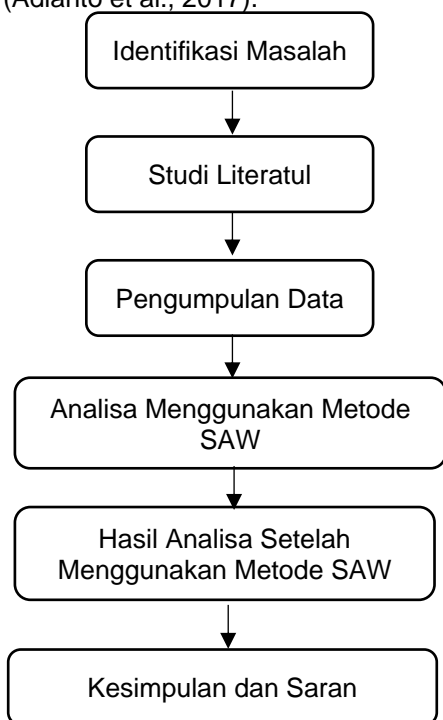 (Adianto et al., 2017).
Identifikasi Masalah
Studi Literatul
Pengumpulan Data
Analisa Menggunakan Metode
SAW
Hasil Analisa Setelah
Menggunakan Metode SAW
Kesimpulan dan Saran